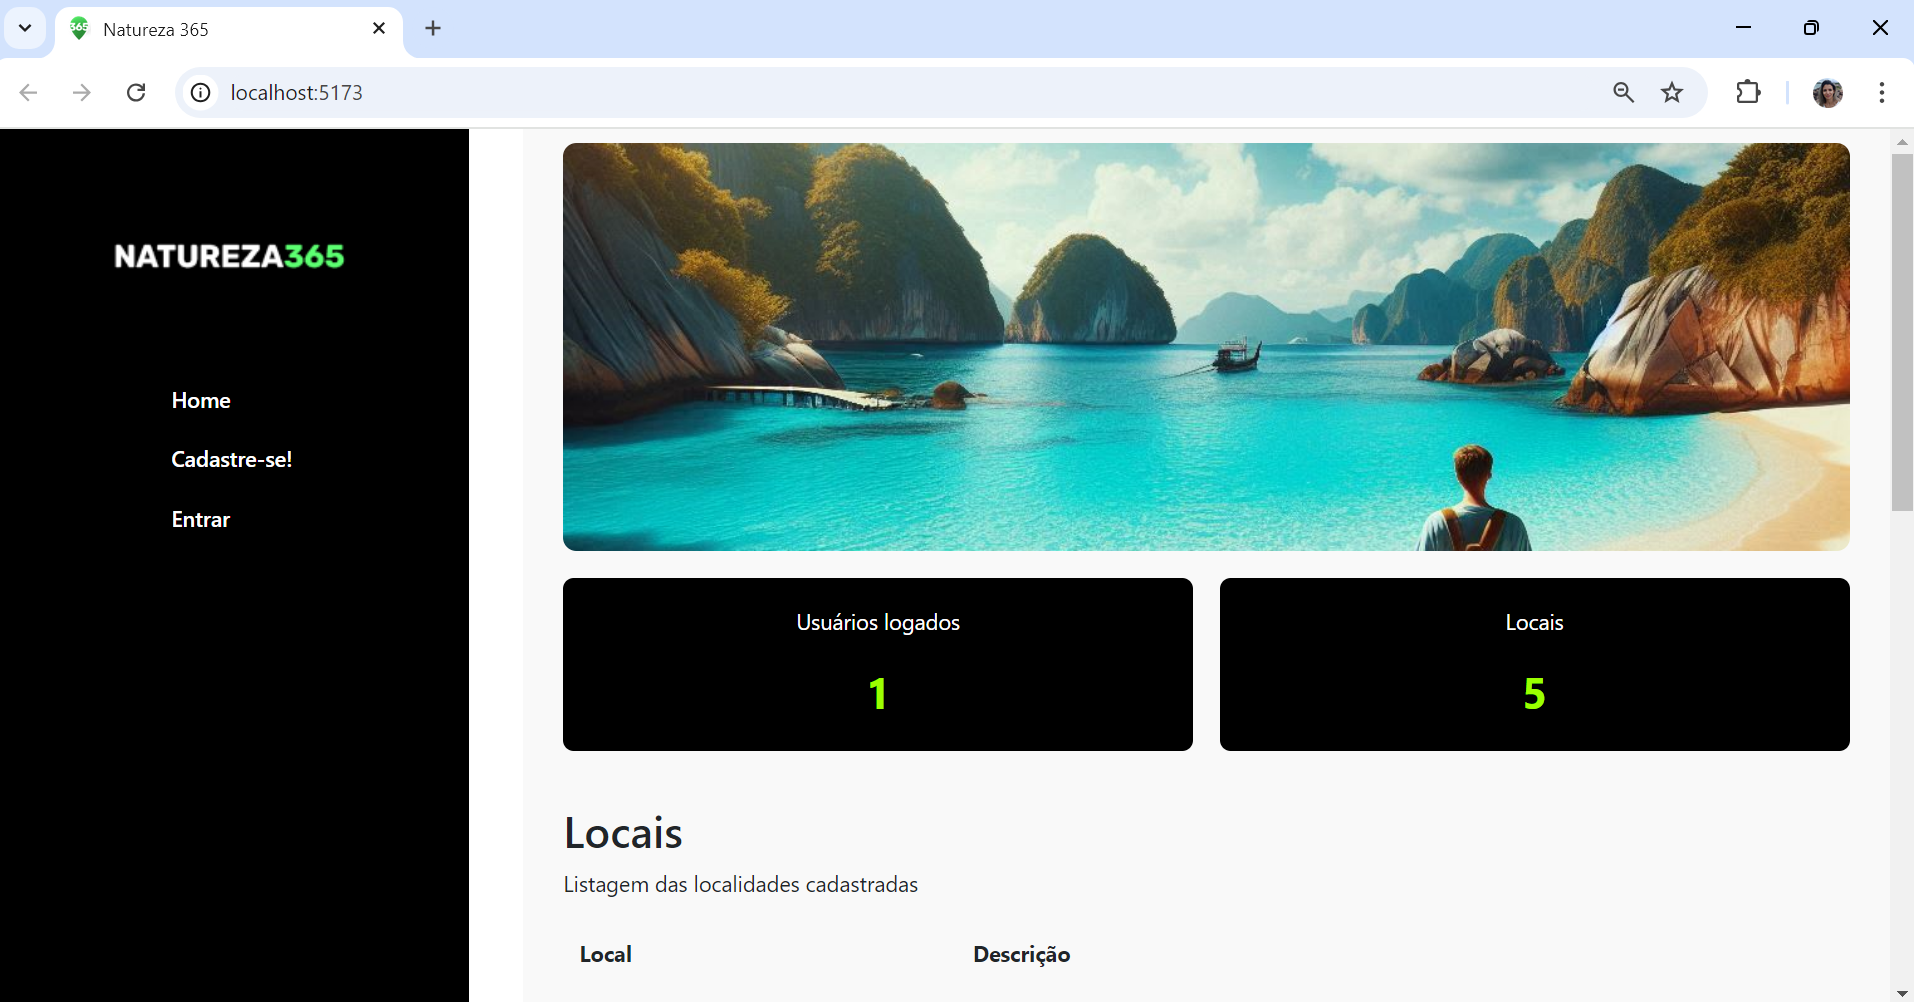 365 Natureza 365
localhost:5173
NATUREZA365
Home
Cadastre-se!
Entrar
Usuários logados
1
Locais
5
Locais
Listagem das localidades cadastradas
Local Descrição